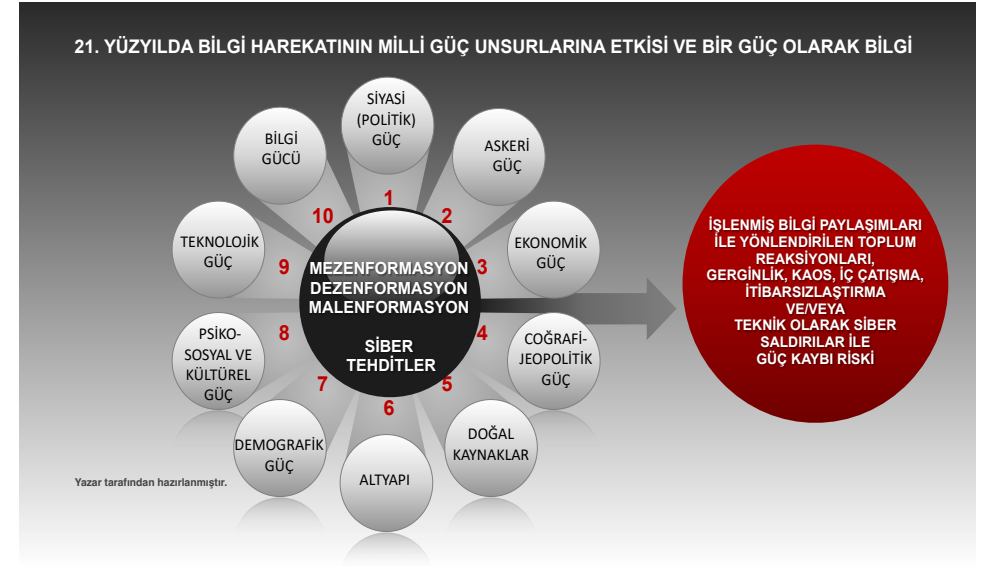 21. YÜZYILDA BİLGİ HAREKATININ MİLLİ GÜÇ UNSURLARINA ETKİSİ VE BİR GÜÇ OLARAK BİLGİ
SİYASİ
(POLİTİK)
GÜÇ
1
ASKERİ
GÜÇ
2
EKONOMİK
GÜÇ
3
COĞRAFİ-
JEOPOLİTİK
GÜÇ
4
DOĞAL
KAYNAKLAR
5
ALTYAPI
6
DEMOGRAFİK
GÜÇ
7
PSİKO-
SOSYAL VE
KÜLTÜREL
GÜÇ
8
TEKNOLOJİK
GÜÇ
9
BİLGİ
GÜCÜ
10
MEZENFORMASYON
DEZENFORMASYON
MALENFORMASYON
SİBER
TEHDİTLER
İŞLENMİŞ BİLGİ PAYLAŞIMLARI
İLE YÖNLENDİRİLEN TOPLUM
REAKSİYONLARI,
GERGİNLİK, KAOS, İÇ ÇATIŞMA,
İTİBARSIZLAŞTIRMA
VE/VEYA
TEKNİK OLARAK SİBER
SALDIRILAR İLE
GÜÇ KAYBI RİSKİ
Yazar tarafından hazırlanmıştır.